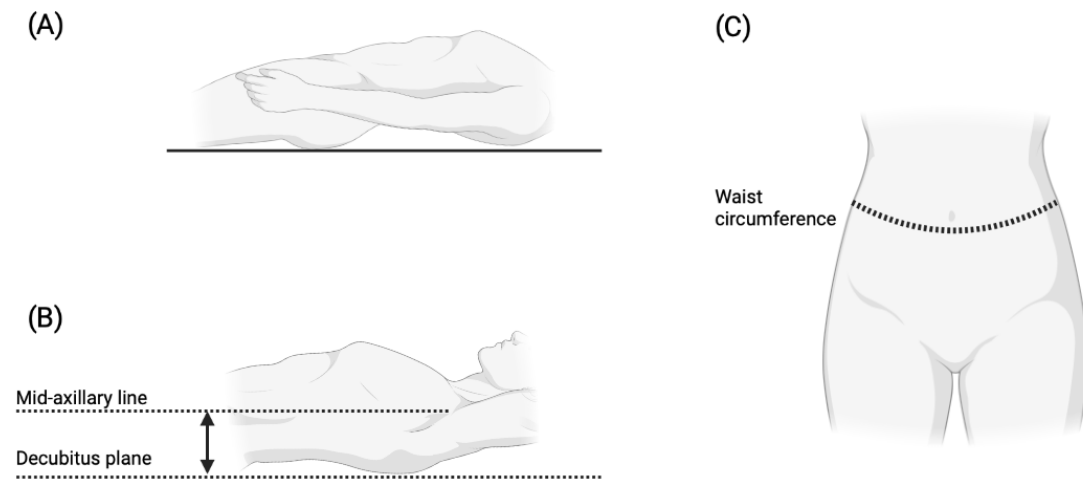 (A)
(B)
Mid-axillary line
Decubitus plane
(C)
Waist
circumference